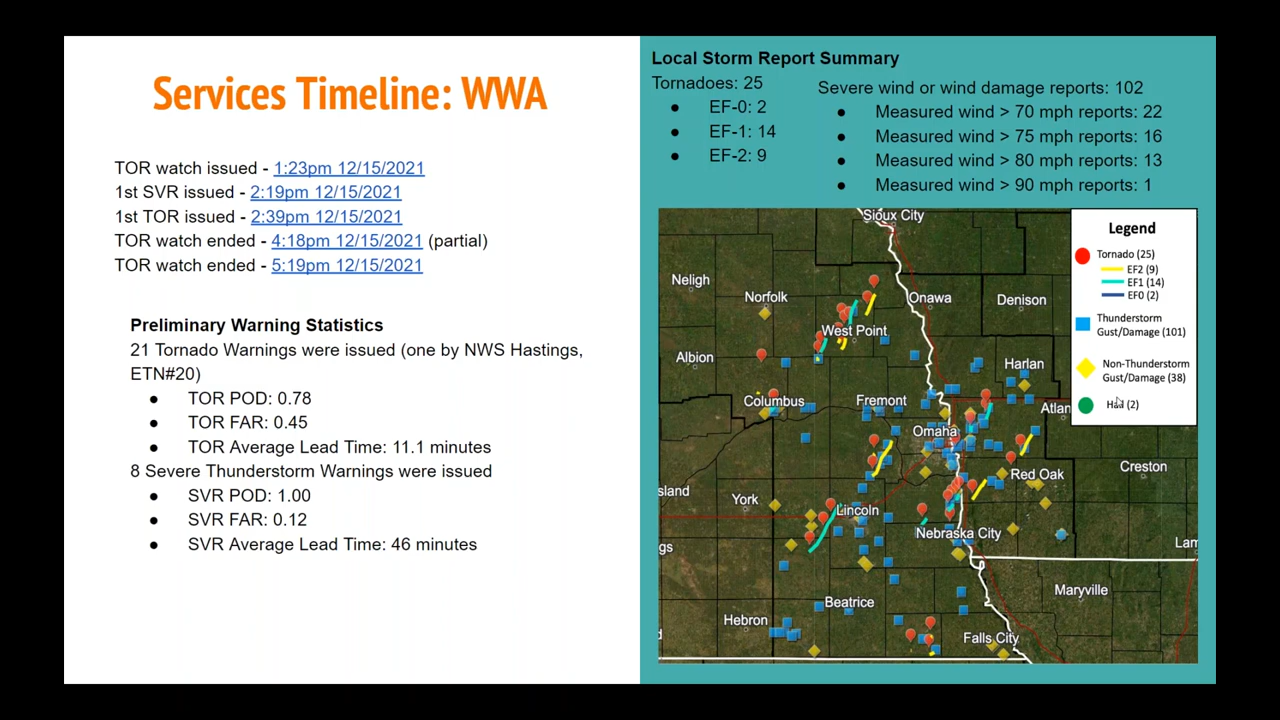 Services Timeline: WWA
TOR watch issued - 1:23pm 12/15/2021
1st SVR issued - 2:19pm 12/15/2021
1st TOR issued - 2:39pm 12/15/2021
TOR watch ended - 4:18pm 12/15/2021 (partial)
TOR watch ended - 5:19pm 12/15/2021
Preliminary Warning Statistics
21 Tornado Warnings were issued (one by NWS Hastings,
ETN#20)
● TOR POD: 0.78
● TOR FAR: 0.45
● TOR Average Lead Time: 11.1 minutes
8 Severe Thunderstorm Warnings were issued
● SVR POD: 1.00
● SVR FAR: 0.12
● SVR Average Lead Time: 46 minutes
Local Storm Report Summary
Tornadoes: 25
● EF-0: 2
● EF-1: 14
● EF-2: 9
Severe wind or wind damage reports: 102
● Measured wind > 70 mph reports: 22
● Measured wind > 75 mph reports: 16
● Measured wind > 80 mph reports: 13
● Measured wind > 90 mph reports: 1
Sioux City
Neligh
Norfolk
Onawa
Denison
West Point
Albion
Harlan
Columbus
Fremont
Atlan
Omaha
Creston
Red Oak
sland
York
Lincoln
Nebraska City
gs
Lam
Maryville
Beatrice
Hebron
Falls City
d
Legend
Tornado (25)
EF2 (9)
EF1 (14)
EF0 (2)
Thunderstorm
Gust/Damage (101)
Non-Thunderstorm
Gust/Damage (38)
Hail (2)